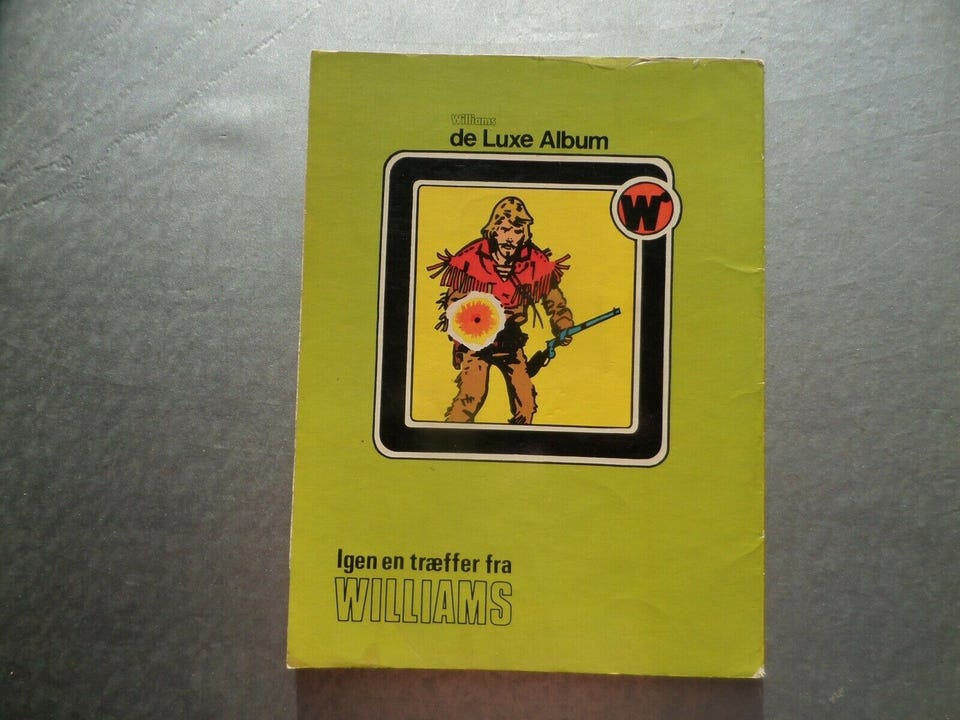 Williams
de Luxe Album
W
Igen en træffer fra
WILLIAMS